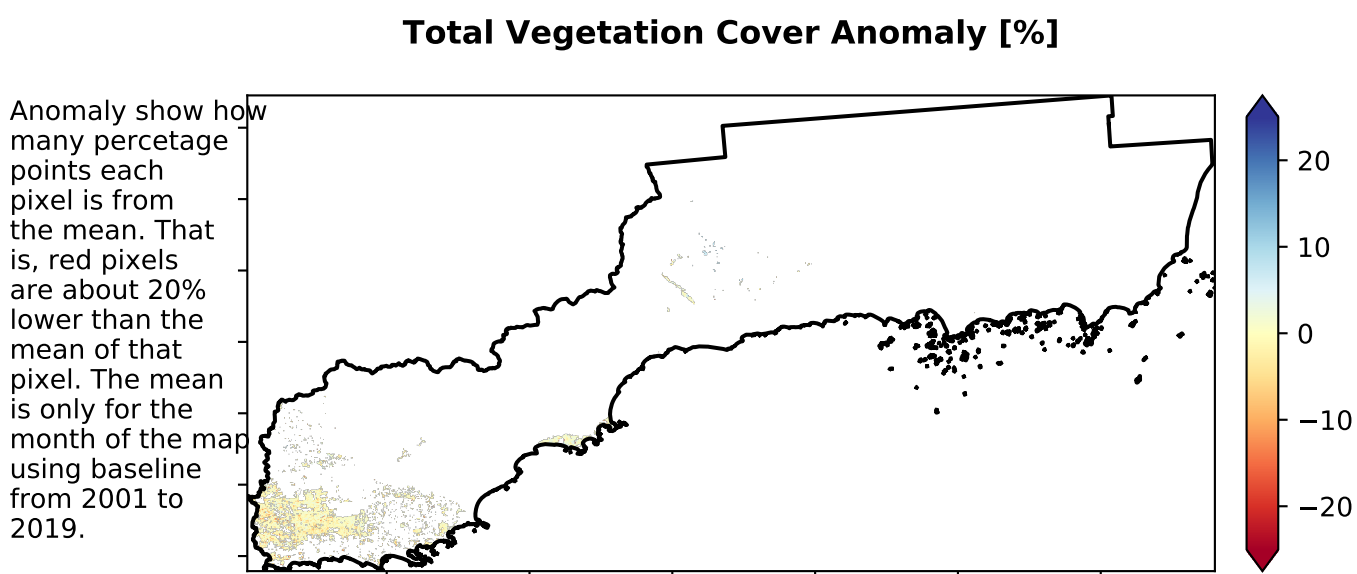 Total Vegetation Cover Anomaly [%]
Anomaly show how
many percetage
points each
pixel is from
the mean. That
is, red pixels
are about 20%
lower than the
mean of that
pixel. The mean
is only for the
month of the map
using baseline
from 2001 to
2019.
20
10
0
−10
−20